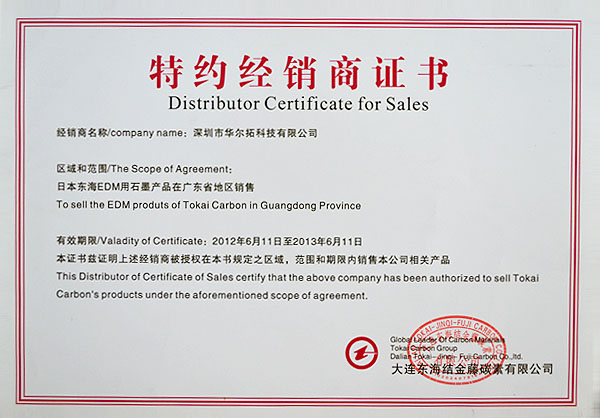 特约经销商证书
Distributor Certificate for Sales
经销商名称/company name：深圳市华尔拓科技有限公司
区域和范围/The Scope of Agreement：
日本东海EDM用石墨产品在广东省地区销售
To sell the EDM produts of Tokai Carbon in Guangdong Province
有效期限/Valadity of Certificate：2012年6月11日至2013年6月11日
本证书兹证明上述经销商被授权在本书规定之区域，范围和期限内销售本公司相关产品
This Distributor of Certificate of Sales certify that the above company has been authorized to sell Tokai
Carbon's products under the aforementioned scope of agreement.
TOKAI-JINQI-FUJI CARBON CO
Global Leader Of Carbon Materials
Tokai Carbon Group
Dalian Tokai-Jinqi-Fuji Carbon Co.,ltd.
大连东海结金藤碳素有限公司